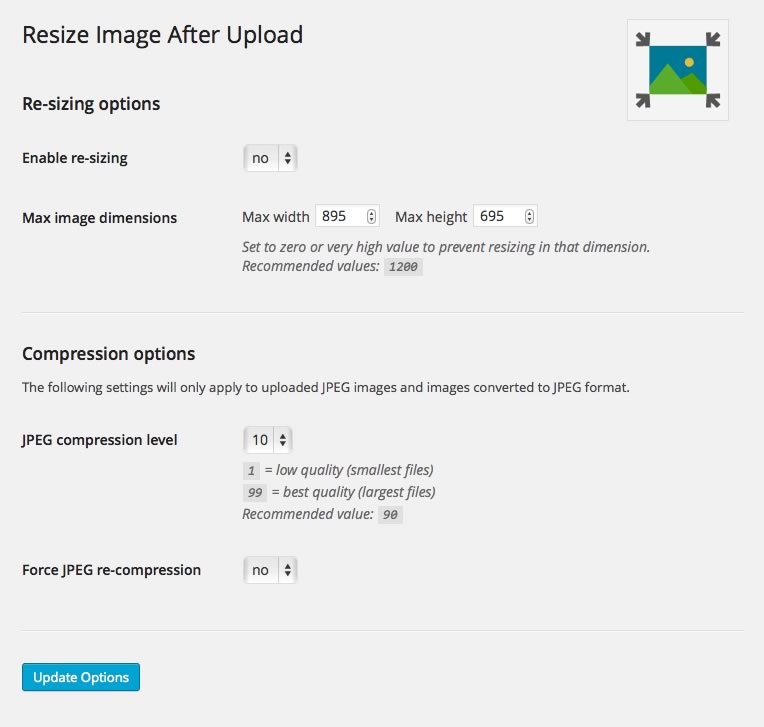 Resize Image After Upload
Re-sizing options
Enable re-sizing no
Max image dimensions Max width 895 Max height 695
Set to zero or very high value to prevent resizing in that dimension.
Recommended values: 1200
Compression options
The following settings will only apply to uploaded JPEG images and images converted to JPEG format.
JPEG compression level 10
1 = low quality (smallest files)
99 = best quality (largest files)
Recommended value: 90
Force JPEG re-compression no
Update Options